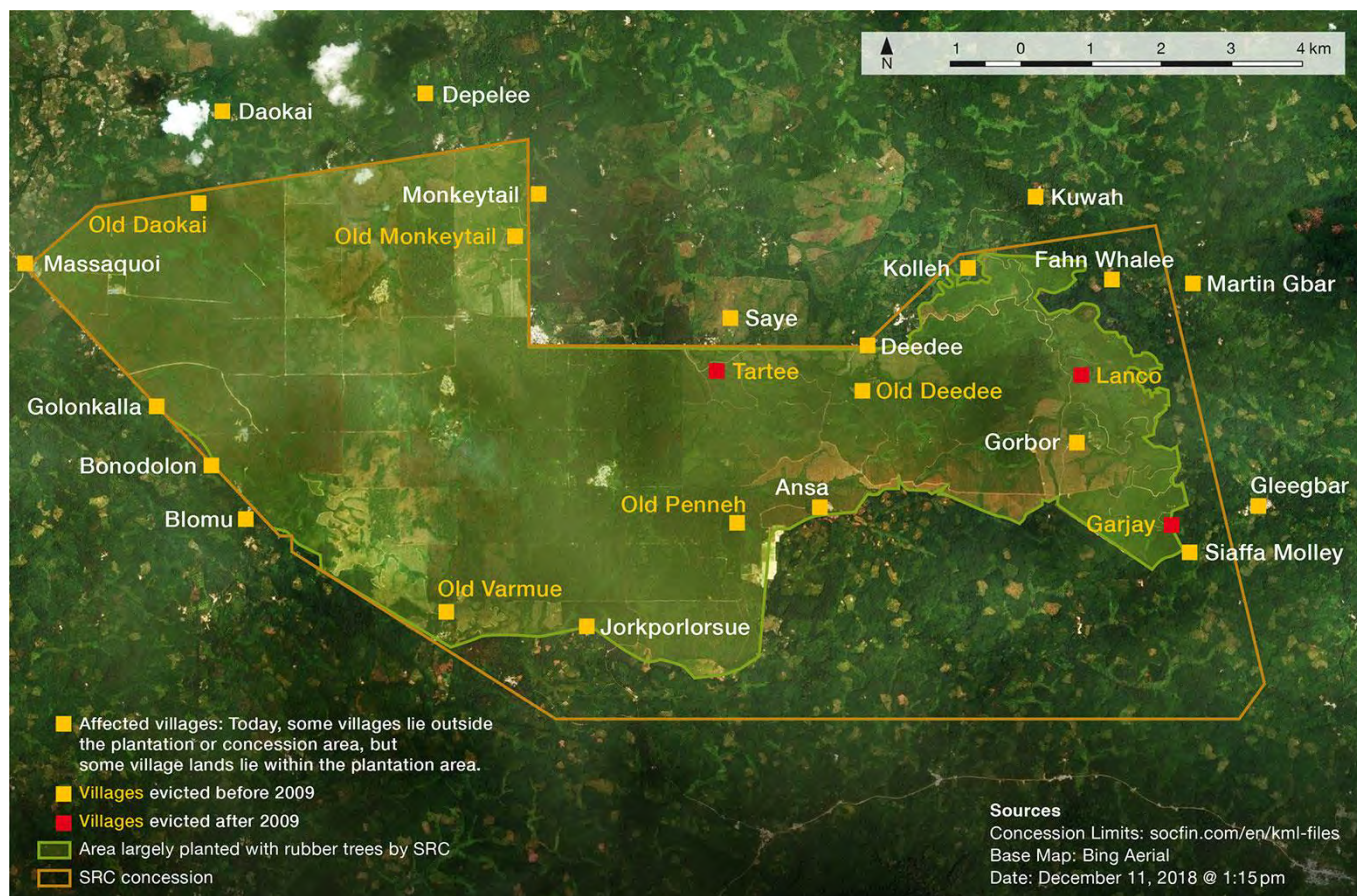 N
1 0 1 2 3 4 km
Depelee
Daokai
Monkeytail
Kuwah
Old Daokai
Old Monkeytail
Massaquoi
Kolleh
Fahn Whalee
Martin Gbar
Saye
Deedee
Tartee
Lanco
Old Deedee
Golonkalla
Gorbor
Bonodolon
Ansa
Gleegbar
Old Penneh
Blomu
Garjay
Siaffa Molley
Old Varmue
Jorkporlorsue
Affected villages: Today, some villages lie outside
the plantation or concession area, but
some village lands lie within the plantation area.
Villages evicted before 2009
Villages evicted after 2009
Area largely planted with rubber trees by SRC
SRC concession
Sources
Concession Limits: socfin.com/en/kml-files
Base Map: Bing Aerial
Date: December 11, 2018 @ 1:15 pm